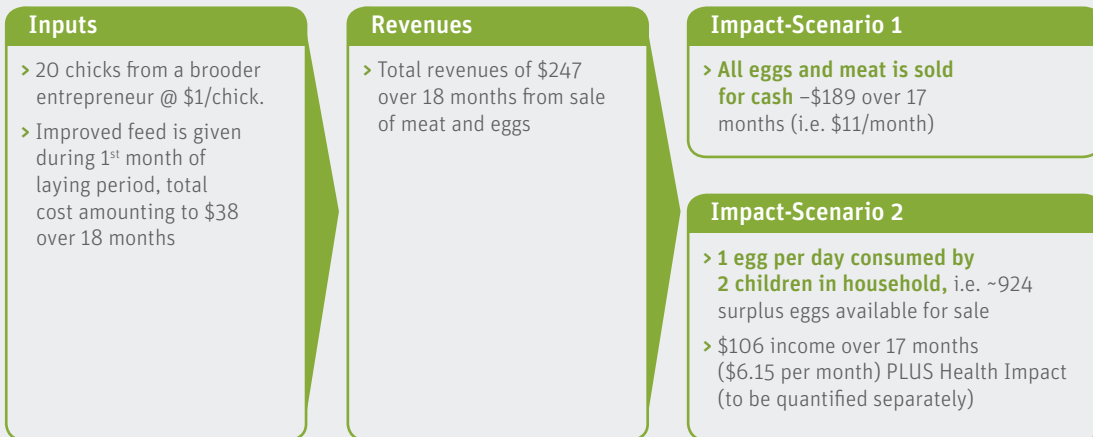 Inputs
> 20 chicks from a brooder
entrepreneur @ $1/chick.
> Improved feed is given
during 1st month of
laying period, total
cost amounting to $38
over 18 months
Revenues
> Total revenues of $247
over 18 months from sale
of meat and eggs
Impact-Scenario 1
> All eggs and meat is sold
for cash –$189 over 17
months (i.e. $11/month)
Impact-Scenario 2
> 1 egg per day consumed by
2 children in household, i.e. ~924
surplus eggs available for sale
> $106 income over 17 months
($6.15 per month) PLUS Health Impact
(to be quantified separately)